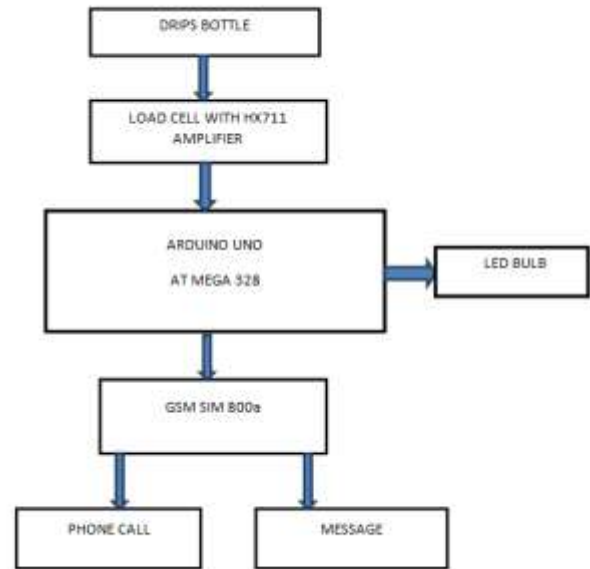 DRIPS BOTTLE
LOAD CELL WITH HX711
AMPLIFIER
ARDUINO UNO
AT MEGA 328
LED BULB
GSM SIM 800a
PHONE CALL
MESSAGE